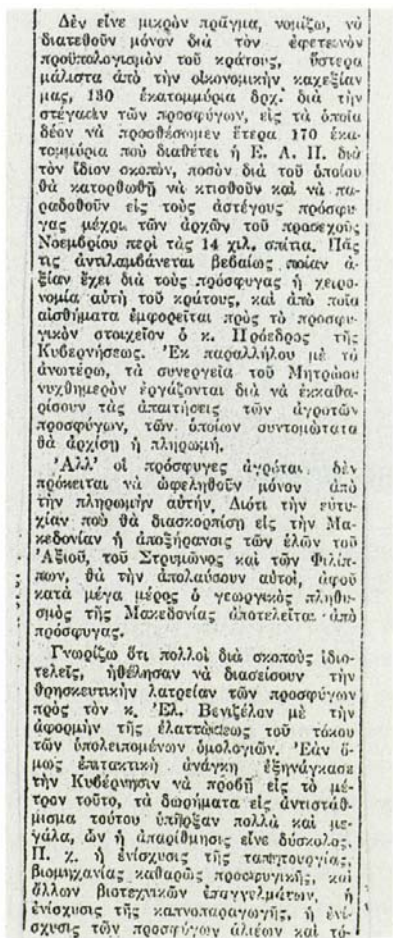 Δὲν εἶνε μικρὸν πρᾶγμα, νομίζω, νὰ
διατεθοῦν μόνον διὰ τὸν ἐφετεινὸν
προϋπολογισμὸν τοῦ κράτους, ὕστερα
μάλιστα ἀπὸ τὴν οἰκονομικὴν καχεξίαν
μας, 130 ἑκατομμύρια δρχ. διὰ τὴν
στέγασιν τῶν προσφύγων, εἰς τὰ ὁποῖα
δέον νὰ προσθέσωμεν ἕτερα 170 ἑκα-
τομμύρια ποὺ διαθέτει ἡ Ε. Α. Π. διὰ
τὸν ἴδιον σκοπόν, ποσὸν διὰ τοῦ ὁποίου
θὰ κατορθωθῇ νὰ κτισθοῦν καὶ νὰ πα-
ραδοθοῦν εἰς τοὺς ἀστέγους πρόσφυ-
γας μέχρι τῶν ἀρχῶν τοῦ προσεχοῦς
Νοεμβρίου περὶ τὰς 14 χιλ. σπίτια. Πᾶς
τις ἀντιλαμβάνεται βεβαίως ποίαν ἀ-
ξίαν ἔχει διὰ τοὺς πρόσφυγας ἡ χειρο-
νομία αὐτὴ τοῦ κράτους, καὶ ἀπὸ ποῖα
αἰσθήματα ἐμφορεῖται πρὸς τὸ προσφυ-
γικὸν στοιχεῖον ὁ κ. Πρόεδρος τῆς
Κυβερνήσεως. Ἐκ παραλλήλου μὲ τὰ
ἀνωτέρω, τὰ συνεργεῖα τοῦ Μητρώου
νυχθημερὸν ἐργάζονται διὰ νὰ ἐκκαθα-
ρίσουν τὰς ἀπαιτήσεις τῶν ἀγροτῶν
προσφύγων, τῶν ὁποίων συντομώτατα
θὰ ἀρχίσῃ ἡ πληρωμή.
Ἀλλ' οἱ πρόσφυγες ἀγρόται δὲν
πρόκειται νὰ ὠφεληθοῦν μόνον ἀπὸ
τὴν πληρωμὴν αὐτήν. Διότι τὴν εὐτυ-
χίαν ποὺ θὰ διασκορπίσῃ εἰς τὴν Μα-
κεδονίαν ἡ ἀποξήρανσις τῶν ἑλῶν τοῦ
Ἀξιοῦ, τοῦ Στρυμῶνος καὶ τῶν Φιλίπ-
πων, θὰ τὴν ἀπολαύσουν αὐτοί, ἀφοῦ
κατὰ μέγα μέρος ὁ γεωργικὸς πληθυ-
σμὸς τῆς Μακεδονίας ἀποτελεῖται ἀπὸ
πρόσφυγας.
Γνωρίζω ὅτι πολλοὶ διὰ σκοποὺς ἰδιο-
τελεῖς, ἠθέλησαν νὰ διασείσουν τὴν
θρησκευτικὴν λατρείαν τῶν προσφύγων
πρὸς τὸν κ. Ἐλ. Βενιζέλον μὲ τὴν
ἀφορμὴν τῆς ἐλαττώσεως τοῦ τόκου
τῶν ὑπολειπομένων ὁμολογιῶν. Ἐὰν ὅ-
μως ἐπιτακτικὴ ἀνάγκη ἐξηνάγκασε
τὴν Κυβέρνησιν νὰ προβῇ εἰς τὸ μέ-
τρον τοῦτο, τὰ δωρήματα εἰς ἀντιστάθ-
μισμα τούτου ὑπῆρξαν πολλὰ καὶ με-
γάλα, ὧν ἡ ἀπαρίθμησις εἶνε δύσκολος.
Π. χ. ἡ ἐνίσχυσις τῆς ταπητουργίας,
βιομηχανίας καθαρῶς προσφυγικῆς, καὶ
ἄλλων βιοτεχνικῶν ἐπαγγελμάτων, ἡ
ἐνίσχυσις τῆς καπνοπαραγωγῆς, ἡ ἐνί-
σχυσις τῶν προσφύγων ἁλιέων καὶ τό-